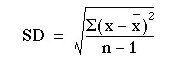 SD = √(Σ(x − x̄)² / (n − 1))